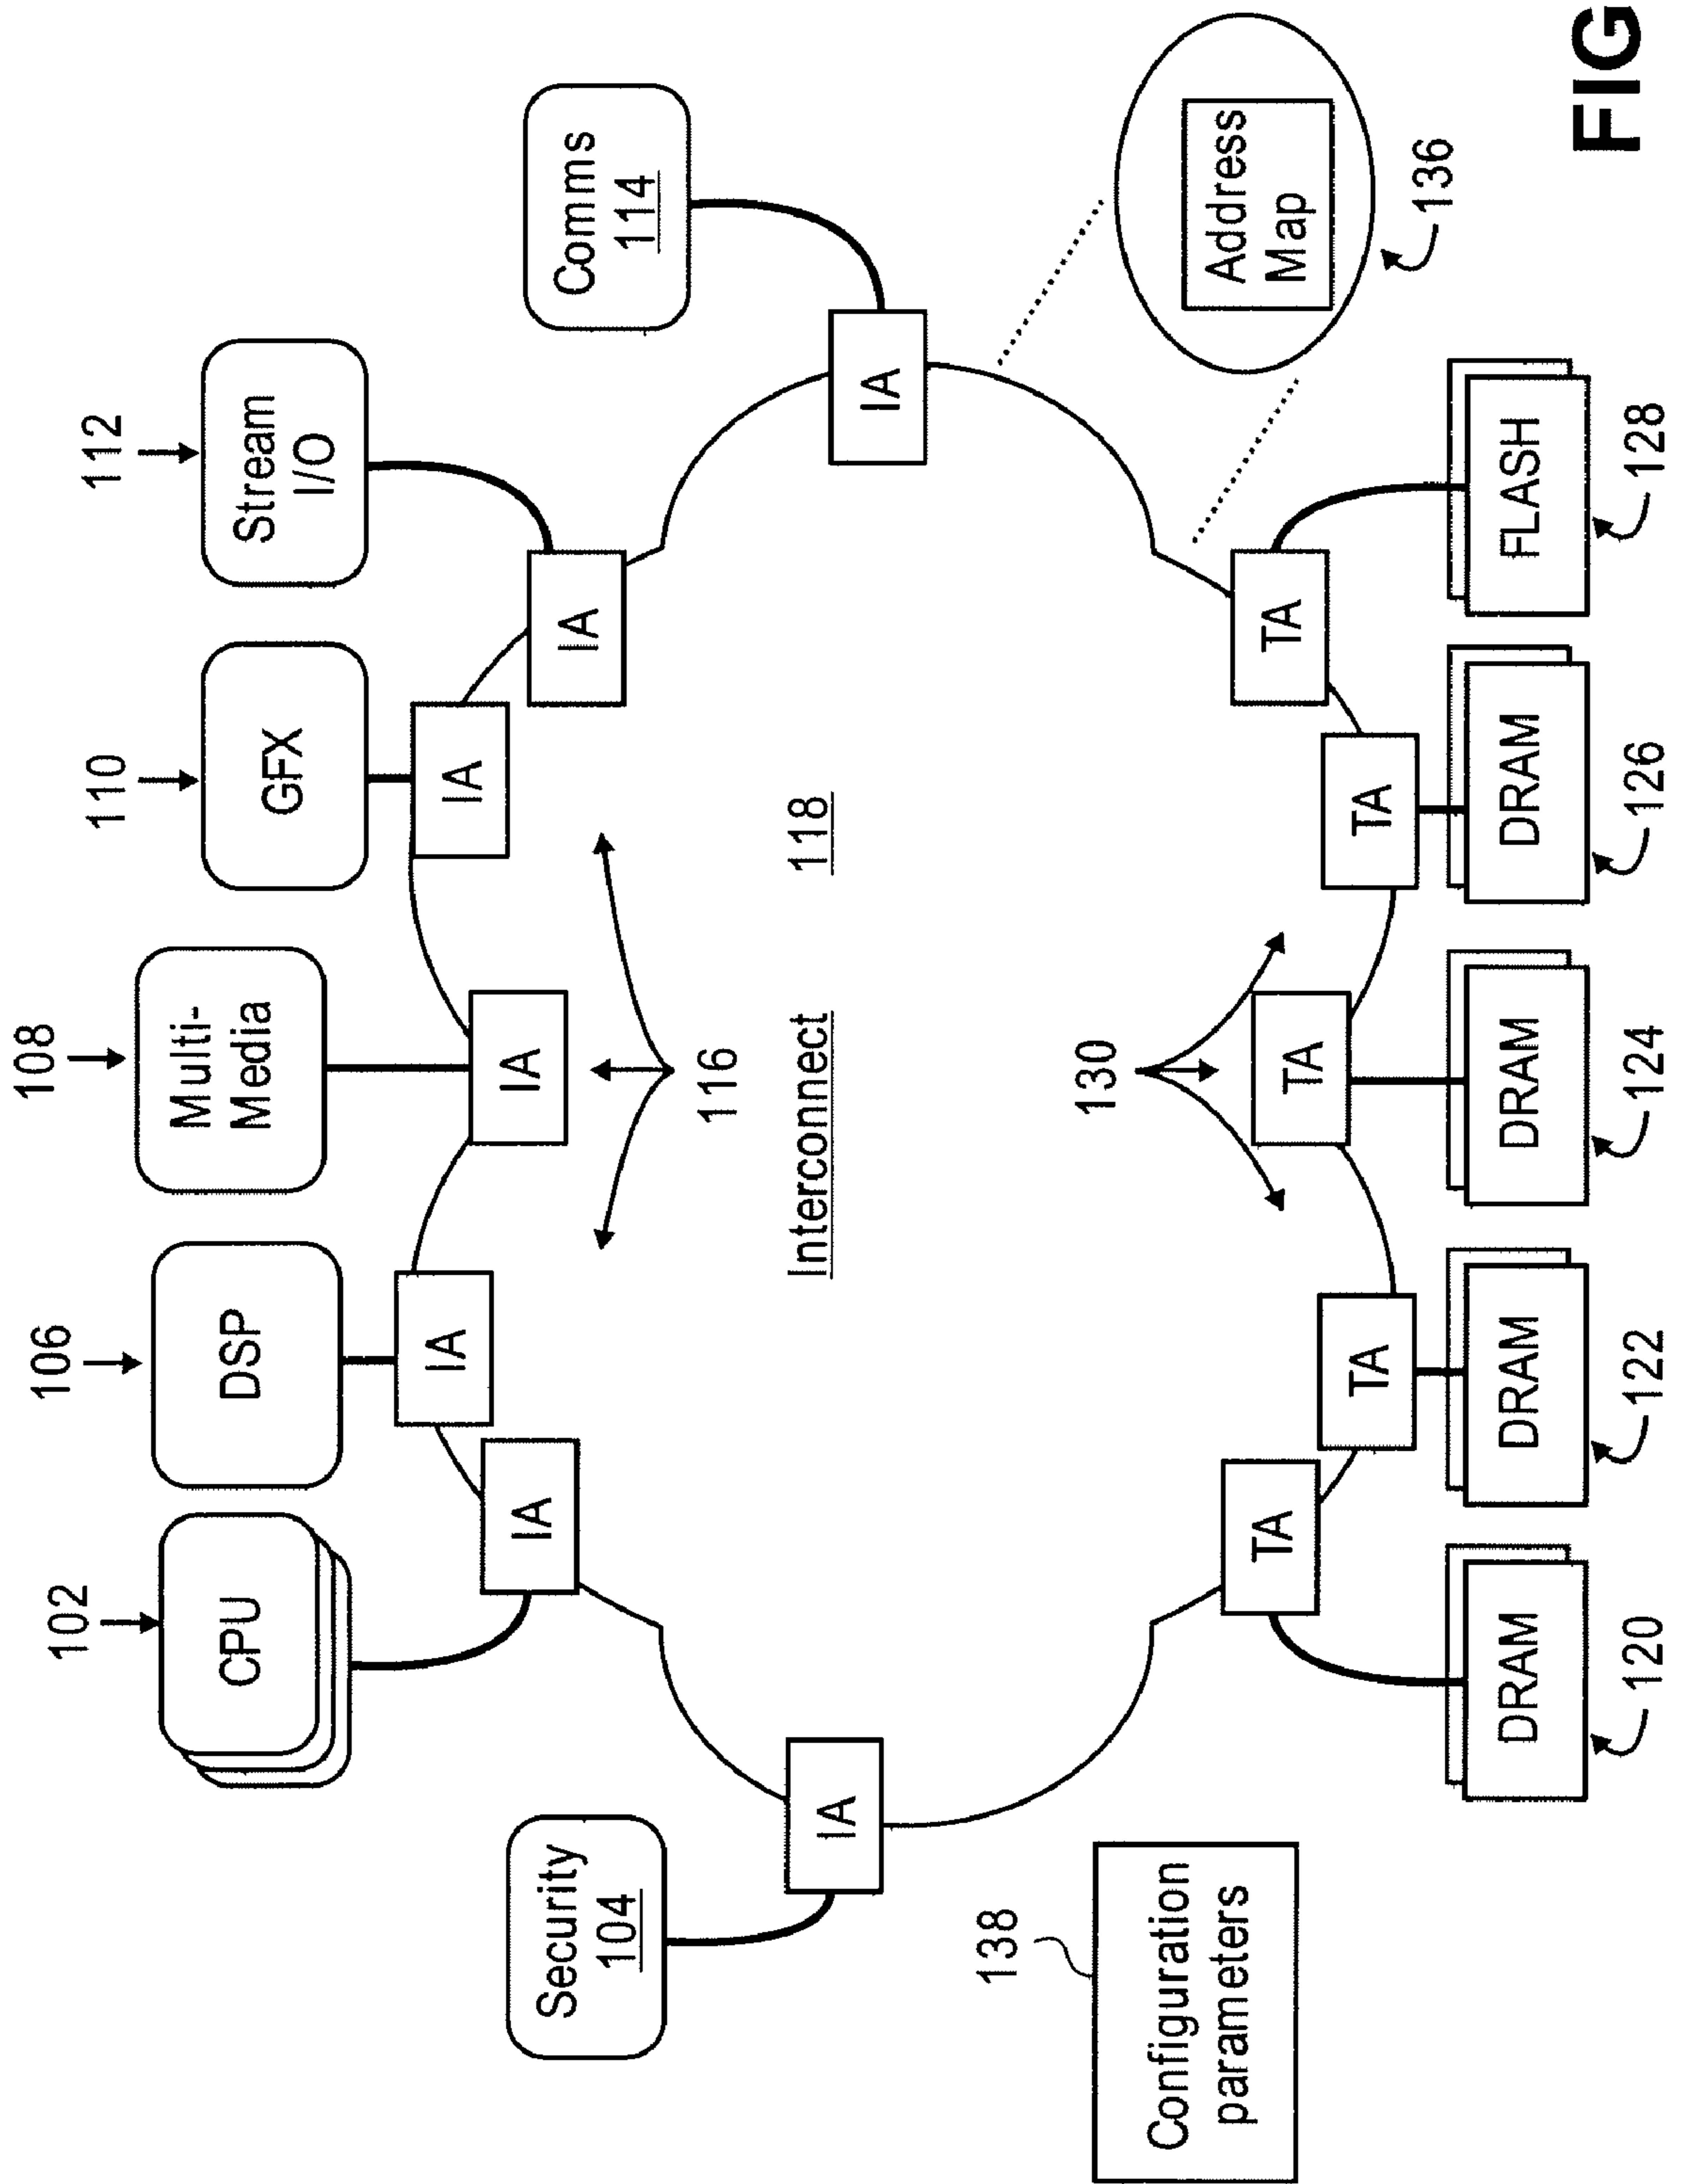 108
106
110
112
102
Multi-
Media
DSP
GFX
Stream
I/O
CPU
IA
IA
IA
IA
IA
Security
104
Comms
114
116
IA
IA
Interconnect
118
138
130
Configuration
parameters
Address
Map
136
TA
TA
TA
TA
TA
DRAM
DRAM
DRAM
DRAM
FLASH
120
122
124
126
128
FIG